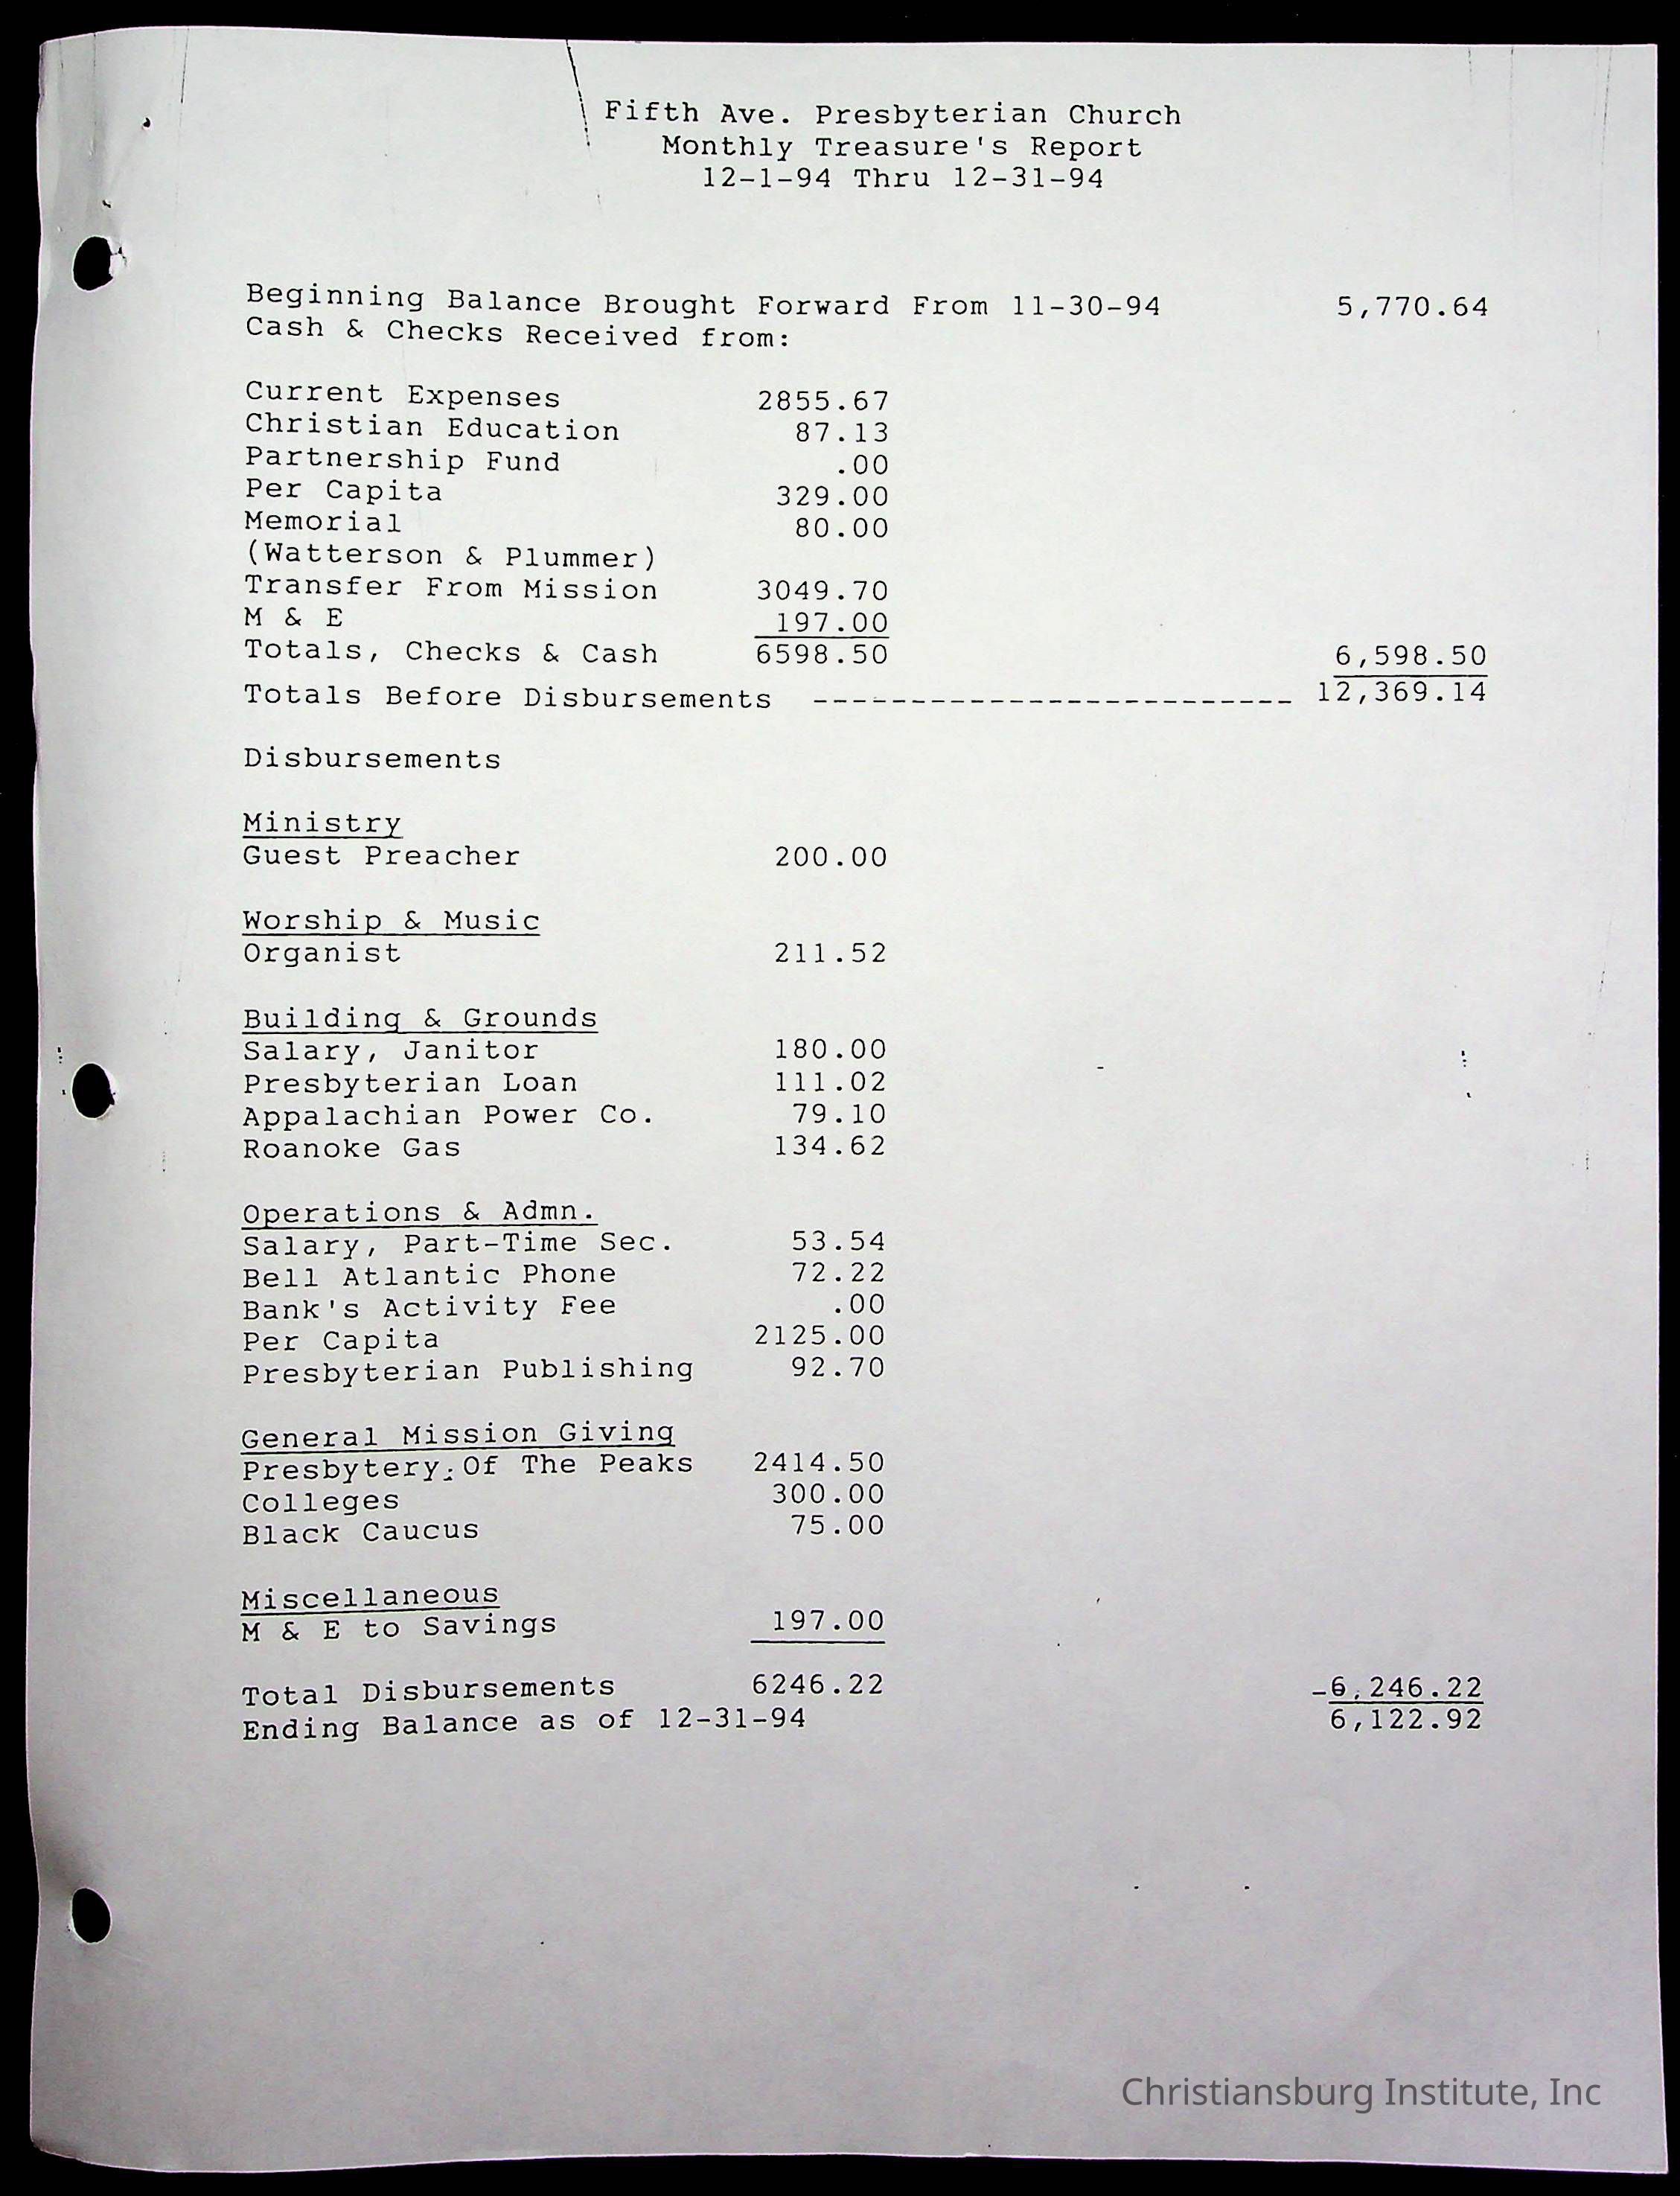 Fifth Ave. Presbyterian Church
Monthly Treasure's Report
12-1-94 Thru 12-31-94
Beginning Balance Brought Forward From 11-30-94 5,770.64
Cash & Checks Received from:
Current Expenses 2855.67
Christian Education 87.13
Partnership Fund .00
Per Capita 329.00
Memorial 80.00
(Watterson & Plummer)
Transfer From Mission 3049.70
M & E 197.00
Totals, Checks & Cash 6598.50 6,598.50
Totals Before Disbursements ------------------------- 12,369.14
Disbursements
Ministry
Guest Preacher 200.00
Worship & Music
Organist 211.52
Building & Grounds
Salary, Janitor 180.00
Presbyterian Loan 111.02
Appalachian Power Co. 79.10
Roanoke Gas 134.62
Operations & Admn.
Salary, Part-Time Sec. 53.54
Bell Atlantic Phone 72.22
Bank's Activity Fee .00
Per Capita 2125.00
Presbyterian Publishing 92.70
General Mission Giving
Presbytery Of The Peaks 2414.50
Colleges 300.00
Black Caucus 75.00
Miscellaneous
M & E to Savings 197.00
Total Disbursements 6246.22 -6,246.22
Ending Balance as of 12-31-94 6,122.92
Christiansburg Institute, Inc